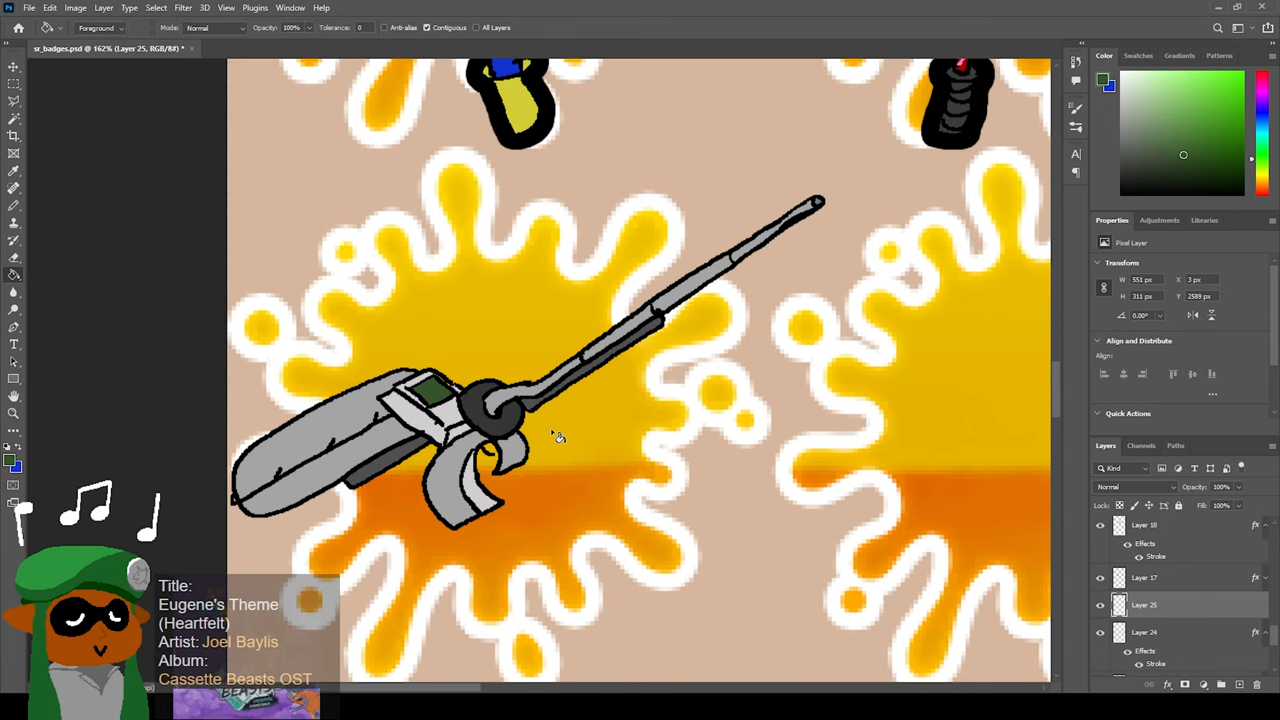 File Edit Image Layer Type Select Filter 3D View Plugins Window Help
Foreground Mode: Normal Opacity: 100% Tolerance: 0 Anti-alias Contiguous All Layers
sr_badges.psd @ 162% (Layer 25, RGB/8#) *
Color Swatches Gradients Patterns
Properties Adjustments Libraries
Pixel Layer
Transform
W 551 px X 3 px
H 311 px Y 2589 px
0.00°
Align and Distribute
Align:
Quick Actions
Layers Channels Paths
Kind
Normal Opacity: 100%
Lock: Fill: 100%
Layer 18
Effects
Stroke
Layer 17
Layer 25
Layer 24
Effects
Stroke
Title:
Eugene's Theme
(Heartfelt)
Artist: Joel Baylis
Album:
Cassette Beasts OST
BEASTS